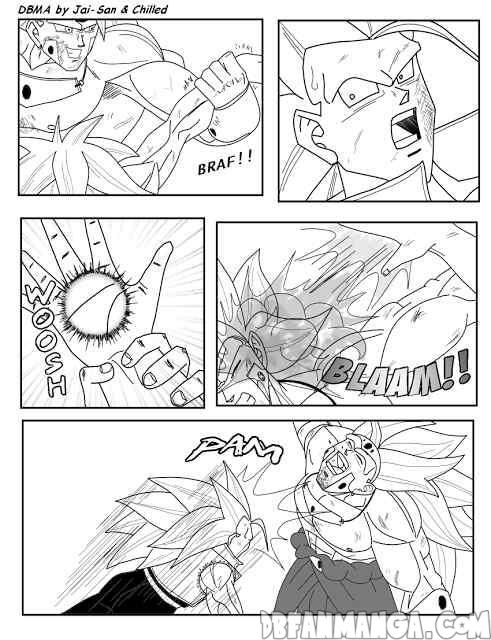 DBMA by Jai-San & Chilled
BRAF!!
WOOSH
BLAAM!!
PAM
DBFANMANGA.COM